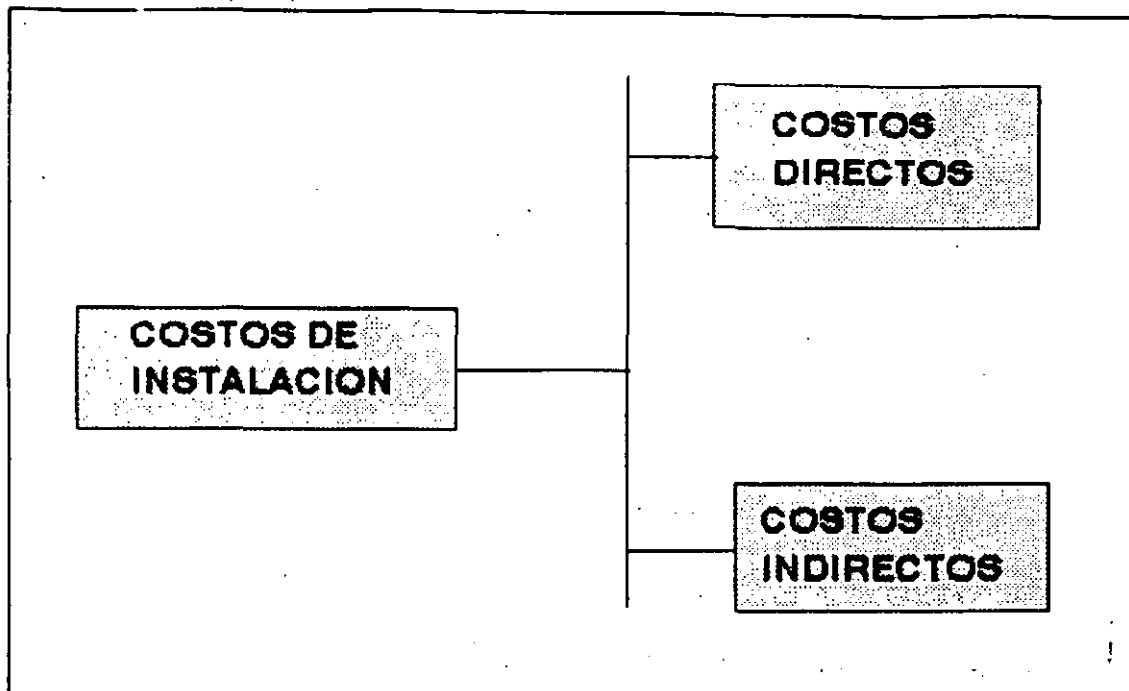 COSTOS
DIRECTOS
COSTOS DE
INSTALACION
COSTOS
INDIRECTOS